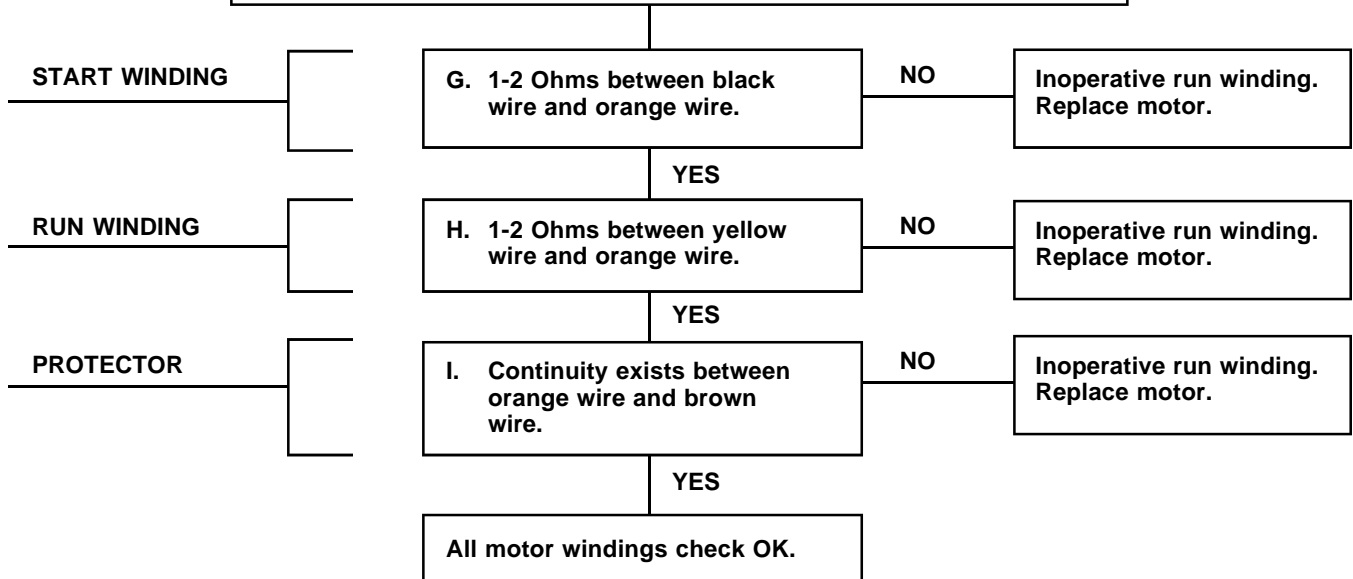 START WINDING
G. 1-2 Ohms between black
wire and orange wire.
NO
Inoperative run winding.
Replace motor.
YES
RUN WINDING
H. 1-2 Ohms between yellow
wire and orange wire.
NO
Inoperative run winding.
Replace motor.
YES
PROTECTOR
I. Continuity exists between
orange wire and brown
wire.
NO
Inoperative run winding.
Replace motor.
YES
All motor windings check OK.